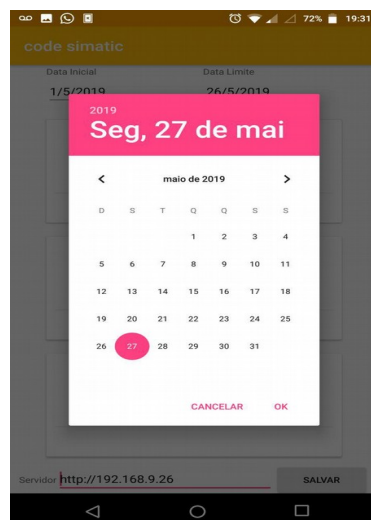 72% 19:31
code simatic
Data Inicial Data Limite
1/5/2019 26/5/2019
2019
Seg, 27 de mai
maio de 2019
D S T Q Q S S
1 2 3 4
5 6 7 8 9 10 11
12 13 14 15 16 17 18
19 20 21 22 23 24 25
26 27 28 29 30 31
CANCELAR OK
Servidor http://192.168.9.26 SALVAR